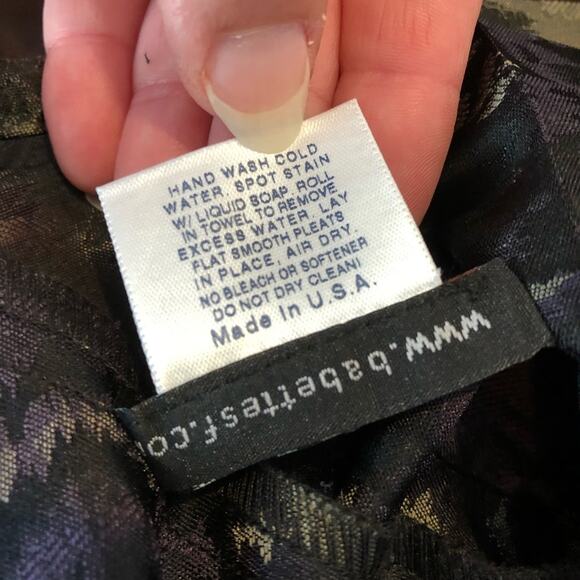 HAND WASH COLD
WATER. SPOT STAIN
W/ LIQUID SOAP. ROLL
IN TOWEL TO REMOVE
EXCESS WATER. LAY
FLAT SMOOTH PLEATS
IN PLACE. AIR DRY.
NO BLEACH OR SOFTENER
DO NOT DRY CLEAN!
Made In U.S.A.
www.babettesf.co